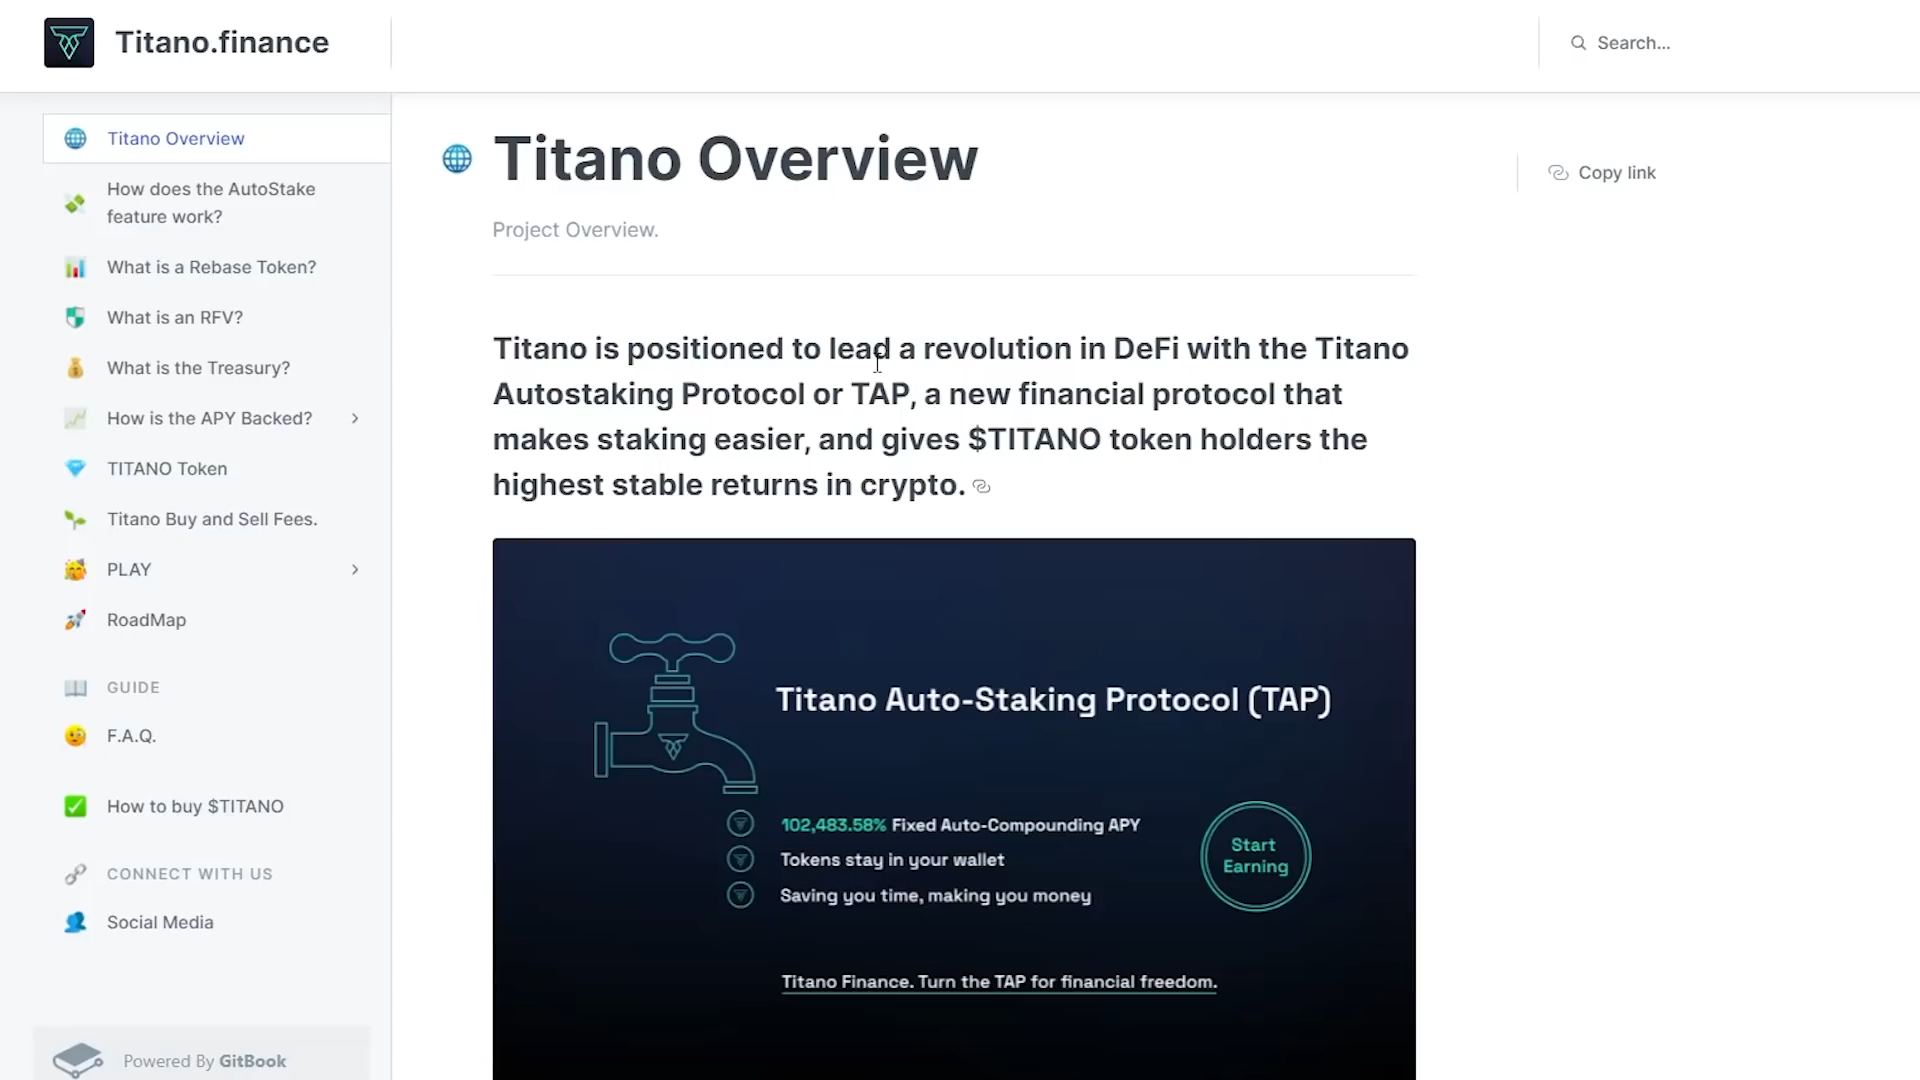 Titano.finance
Search...
Titano Overview
How does the AutoStake
feature work?
What is a Rebase Token?
What is an RFV?
What is the Treasury?
How is the APY Backed?
TITANO Token
Titano Buy and Sell Fees.
PLAY
RoadMap
GUIDE
F.A.Q.
How to buy $TITANO
CONNECT WITH US
Social Media
Powered By GitBook
Titano Overview
Copy link
Project Overview.
Titano is positioned to lead a revolution in DeFi with the Titano
Autostaking Protocol or TAP, a new financial protocol that
makes staking easier, and gives $TITANO token holders the
highest stable returns in crypto.
Titano Auto-Staking Protocol (TAP)
102,483.58% Fixed Auto-Compounding APY
Tokens stay in your wallet
Saving you time, making you money
Start
Earning
Titano Finance. Turn the TAP for financial freedom.